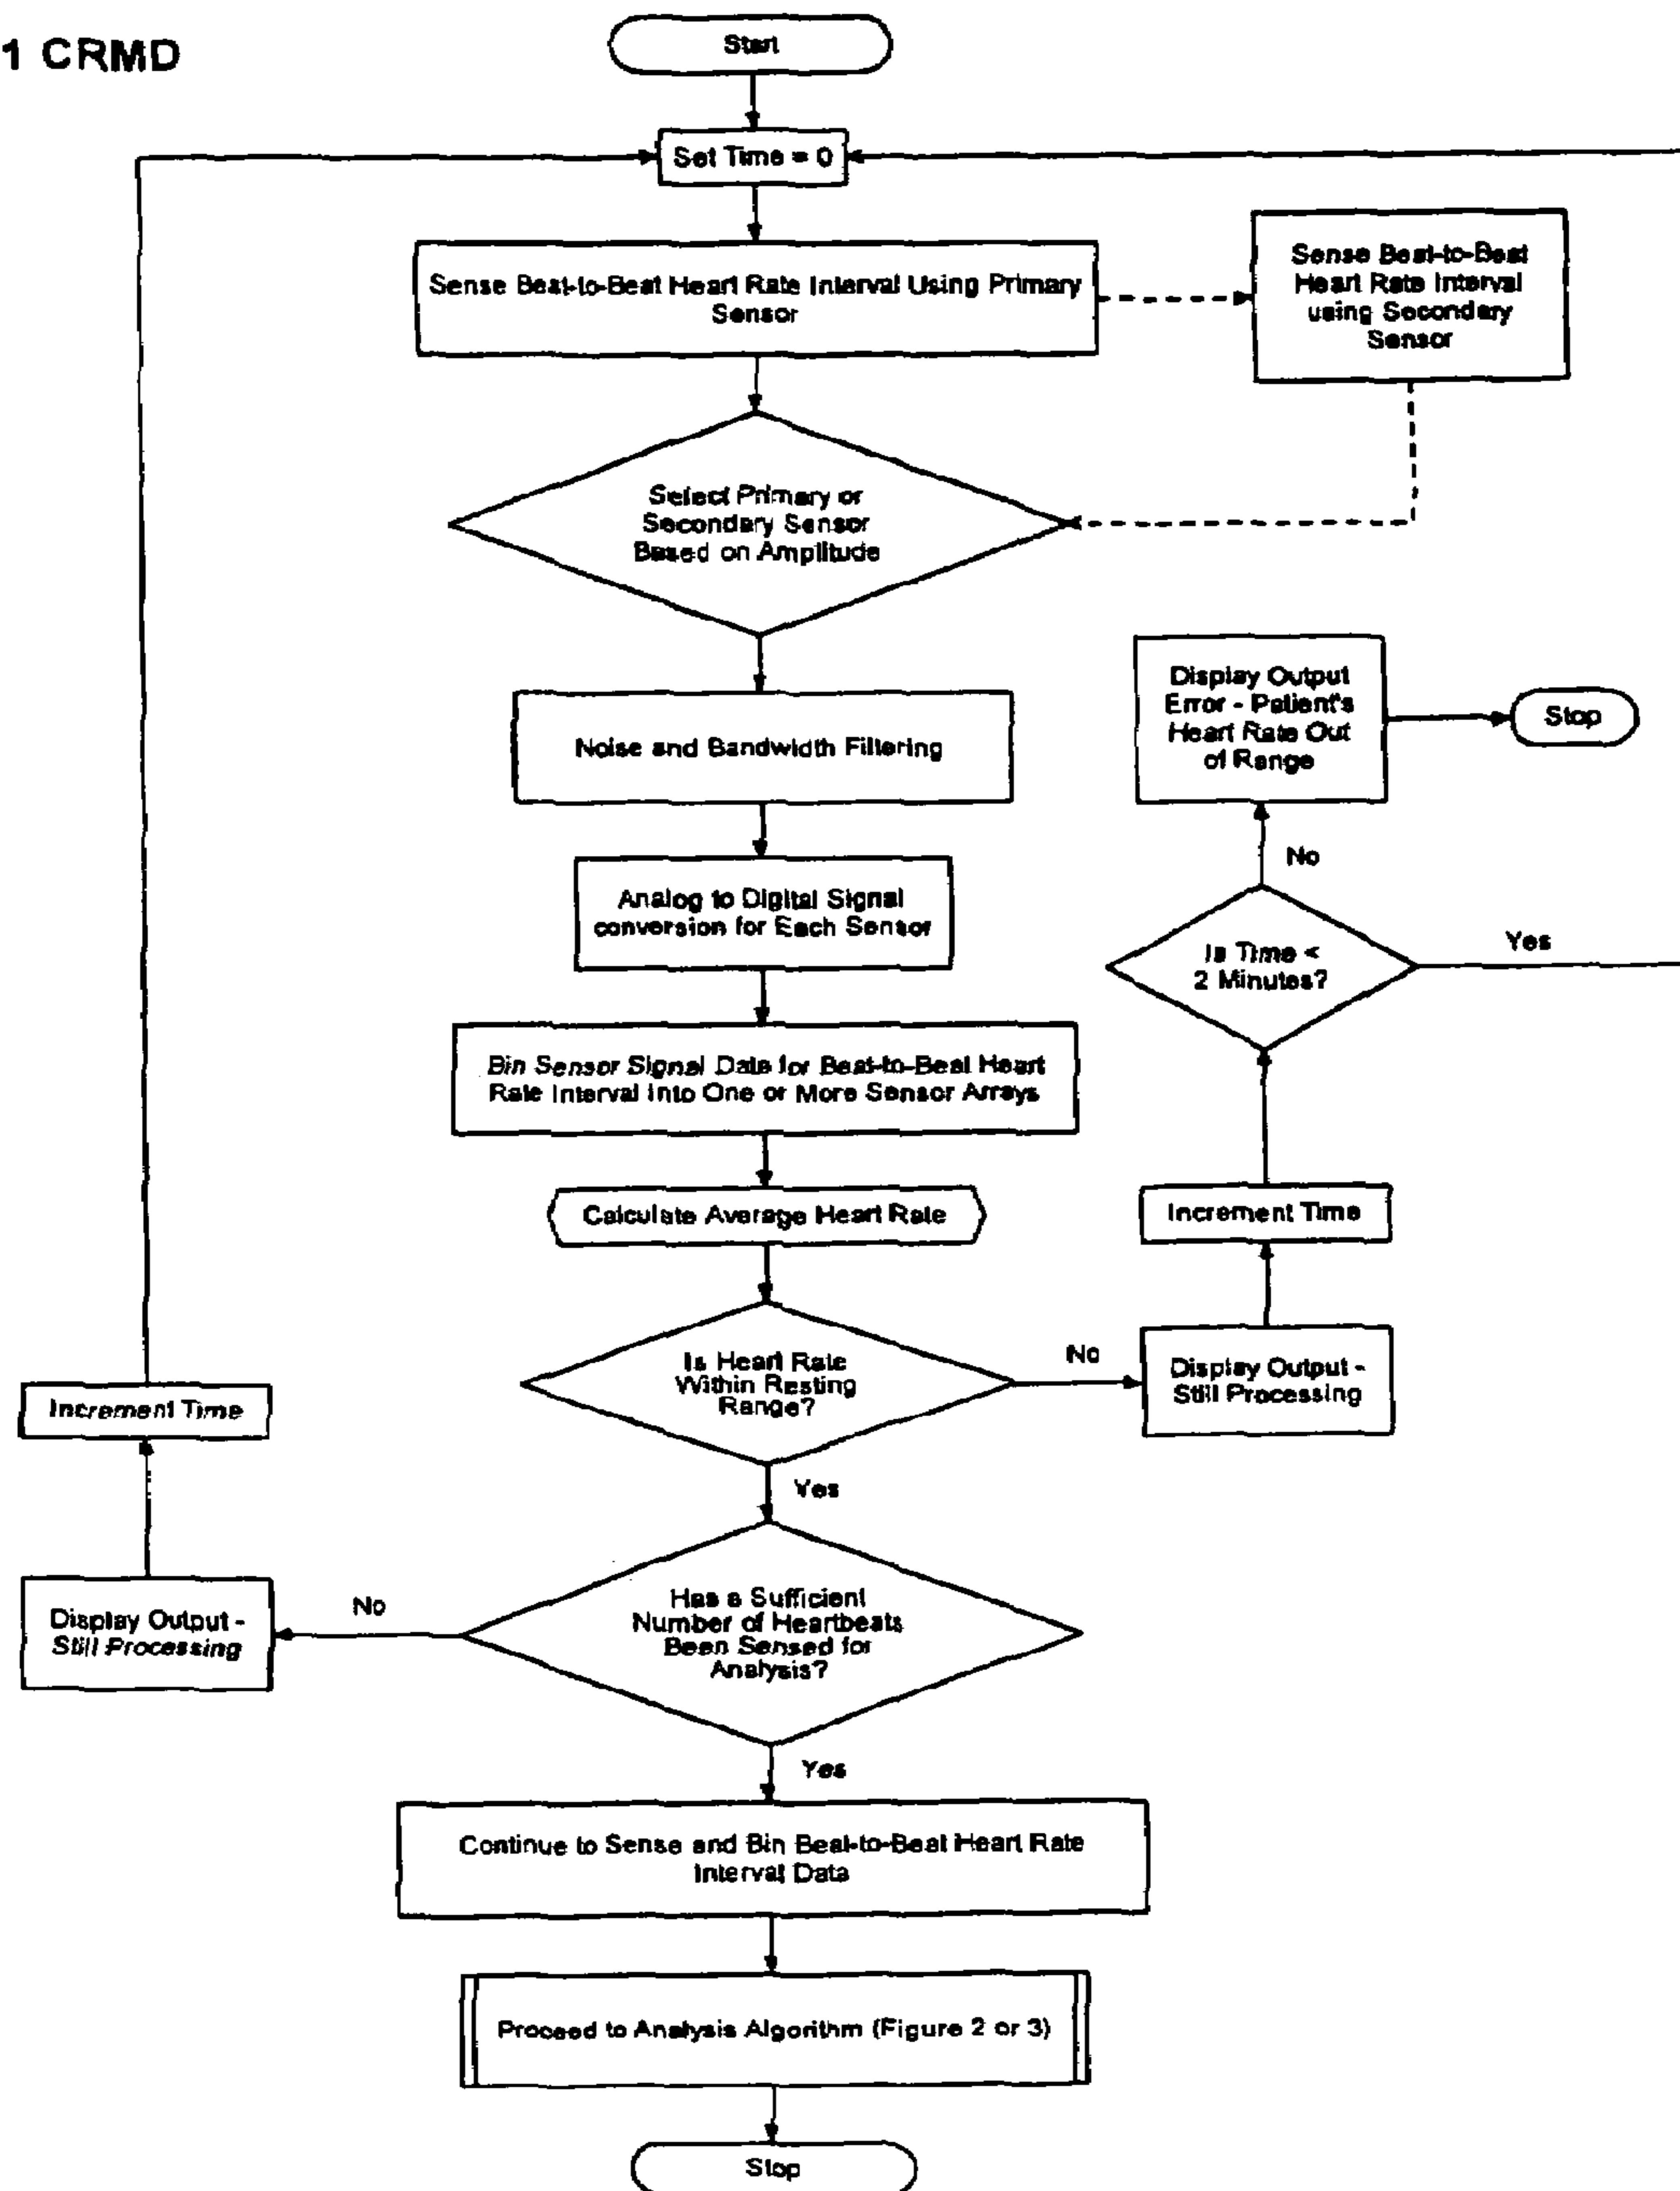 1 CRMD
Start
Set Time = 0
Sense Beat-to-Beat Heart Rate Interval Using Primary
Sensor
Sense Beat-to-Beat
Heart Rate Interval
using Secondary
Sensor
Select Primary or
Secondary Sensor
Based on Amplitude
Noise and Bandwidth Filtering
Display Output
Error - Patient's
Heart Rate Out
of Range
Stop
No
Analog to Digital Signal
conversion for Each Sensor
Is Time <
2 Minutes?
Yes
Bin Sensor Signal Data for Beat-to-Beat Heart
Rate Interval Into One or More Sensor Arrays
Calculate Average Heart Rate
Increment Time
Is Heart Rate
Within Resting
Range?
No
Display Output -
Still Processing
Increment Time
Yes
Has a Sufficient
Number of Heartbeats
Been Sensed for
Analysis?
No
Display Output -
Still Processing
Yes
Continue to Sense and Bin Beat-to-Beat Heart Rate
Interval Data
Proceed to Analysis Algorithm (Figure 2 or 3)
Stop